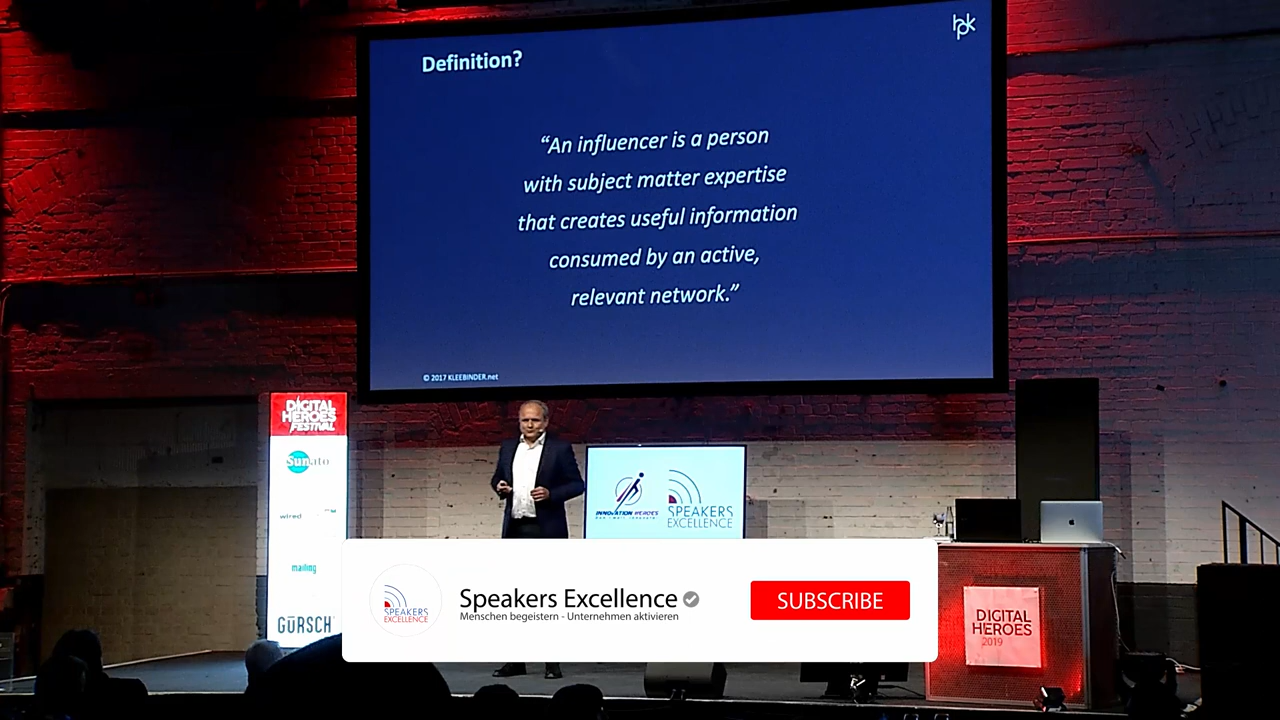 hpk
Definition?
“An influencer is a person
with subject matter expertise
that creates useful information
consumed by an active,
relevant network.”
© 2017 KLEEBINDER.net
DIGITAL
HEROES
FESTIVAL
Sunato
wired
mailing
GÜRSCH
INNOVATION HEROES
SPEAKERS
EXCELLENCE
SPEAKERS
EXCELLENCE
Speakers Excellence
Menschen begeistern - Unternehmen aktivieren
SUBSCRIBE
DIGITAL
HEROES
2019